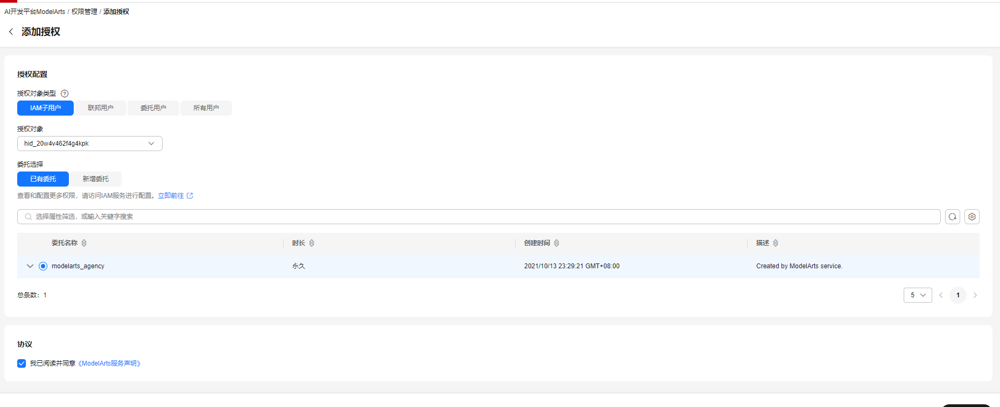 AI开发平台ModelArts / 权限管理 / 添加授权
添加授权
授权配置
授权对象类型 ?
IAM子用户 联邦用户 委托用户 所有用户
授权对象
hid_20w4v462f4g4kpk
委托选择
已有委托 新增委托
查看和配置更多权限，请访问IAM服务进行配置。立即前往
选择属性筛选，或输入关键字搜索
委托名称 时长 创建时间 描述
modelarts_agency 永久 2021/10/13 23:29:21 GMT+08:00 Created by ModelArts service.
总条数：1 5 1
协议
我已阅读并同意《ModelArts服务声明》